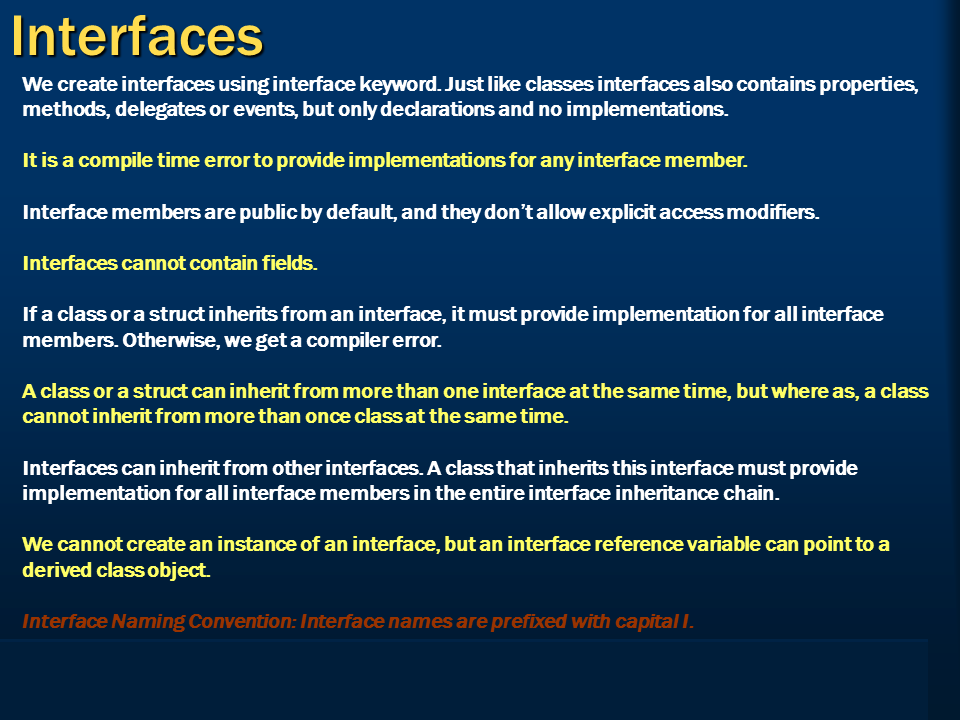 Interfaces
We create interfaces using interface keyword. Just like classes interfaces also contains properties,
methods, delegates or events, but only declarations and no implementations.
It is a compile time error to provide implementations for any interface member.
Interface members are public by default, and they don’t allow explicit access modifiers.
Interfaces cannot contain fields.
If a class or a struct inherits from an interface, it must provide implementation for all interface
members. Otherwise, we get a compiler error.
A class or a struct can inherit from more than one interface at the same time, but where as, a class
cannot inherit from more than once class at the same time.
Interfaces can inherit from other interfaces. A class that inherits this interface must provide
implementation for all interface members in the entire interface inheritance chain.
We cannot create an instance of an interface, but an interface reference variable can point to a
derived class object.
Interface Naming Convention: Interface names are prefixed with capital I.